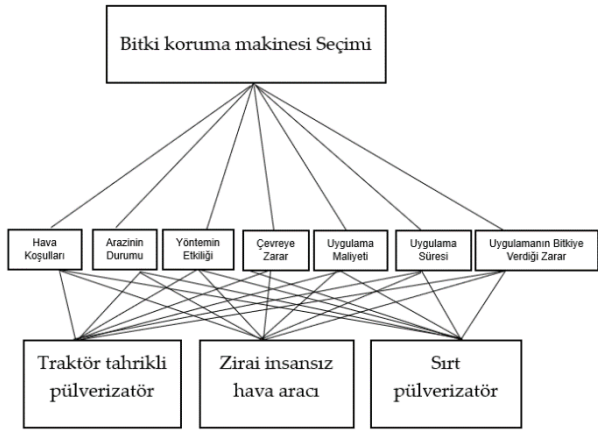 Bitki koruma makinesi Seçimi
Hava
Koşulları
Arazinin
Durumu
Yöntemin
Etkiliği
Çevreye
Zarar
Uygulama
Maliyeti
Uygulama
Süresi
Uygulamanın Bitkiye
Verdiği Zarar
Traktör tahrikli
pülverizatör
Zirai insansız
hava aracı
Sırt
pülverizatör